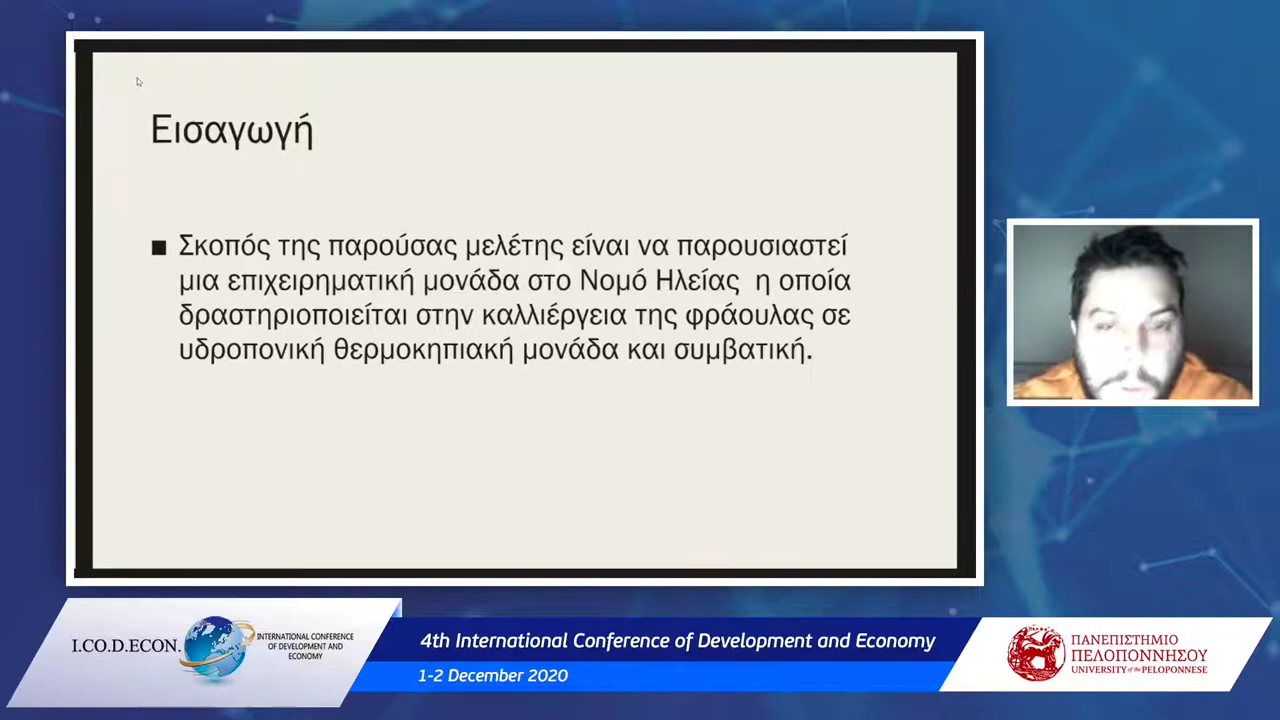 Εισαγωγή
■ Σκοπός της παρούσας μελέτης είναι να παρουσιαστεί
μια επιχειρηματική μονάδα στο Νομό Ηλείας η οποία
δραστηριοποιείται στην καλλιέργεια της φράουλας σε
υδροπονική θερμοκηπιακή μονάδα και συμβατική.
I.CO.D.ECON.
INTERNATIONAL CONFERENCE
OF DEVELOPMENT AND
ECONOMY
4th International Conference of Development and Economy
1-2 December 2020
ΠΑΝΕΠΙΣΤΗΜΙΟ
ΠΕΛΟΠΟΝΝΗΣΟΥ
UNIVERSITY of the PELOPONNESE